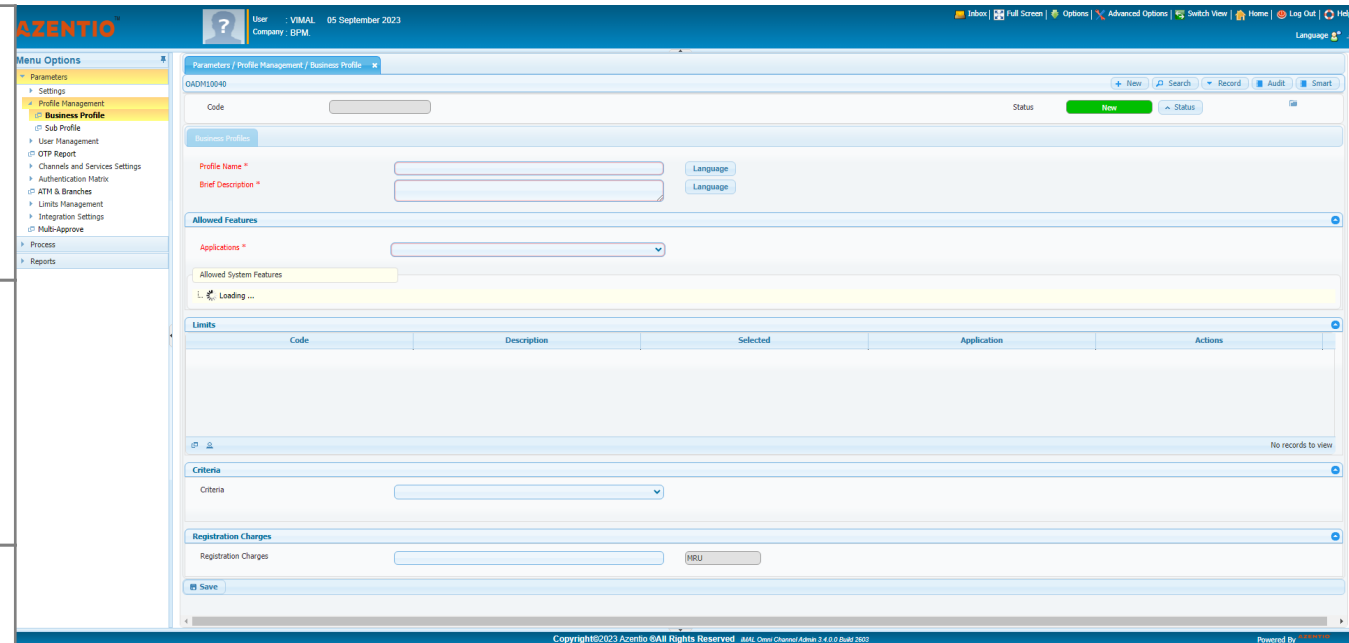 AZENTIO™
?
User : VIMAL 05 September 2023
Company : BPM.
Inbox | Full Screen | Options | Advanced Options | Switch View | Home | Log Out | Hel
Language
Menu Options
Parameters
Settings
Profile Management
Business Profile
Sub Profile
User Management
OTP Report
Channels and Services Settings
Authentication Matrix
ATM & Branches
Limits Management
Integration Settings
Multi-Approve
Process
Reports
Parameters / Profile Management / Business Profile
OADM10040
New Search Record Audit Smart
Code Status New Status
Business Profiles
Profile Name * Language
Brief Description * Language
Allowed Features
Applications *
Allowed System Features
Loading ...
Limits
Code Description Selected Application Actions
No records to view
Criteria
Criteria
Registration Charges
Registration Charges MRU
Save
Copyright©2023 Azentio ®All Rights Reserved iMAL Omni Channel Admin 3.4.0.0 Build 2603
Powered By AZENTIO